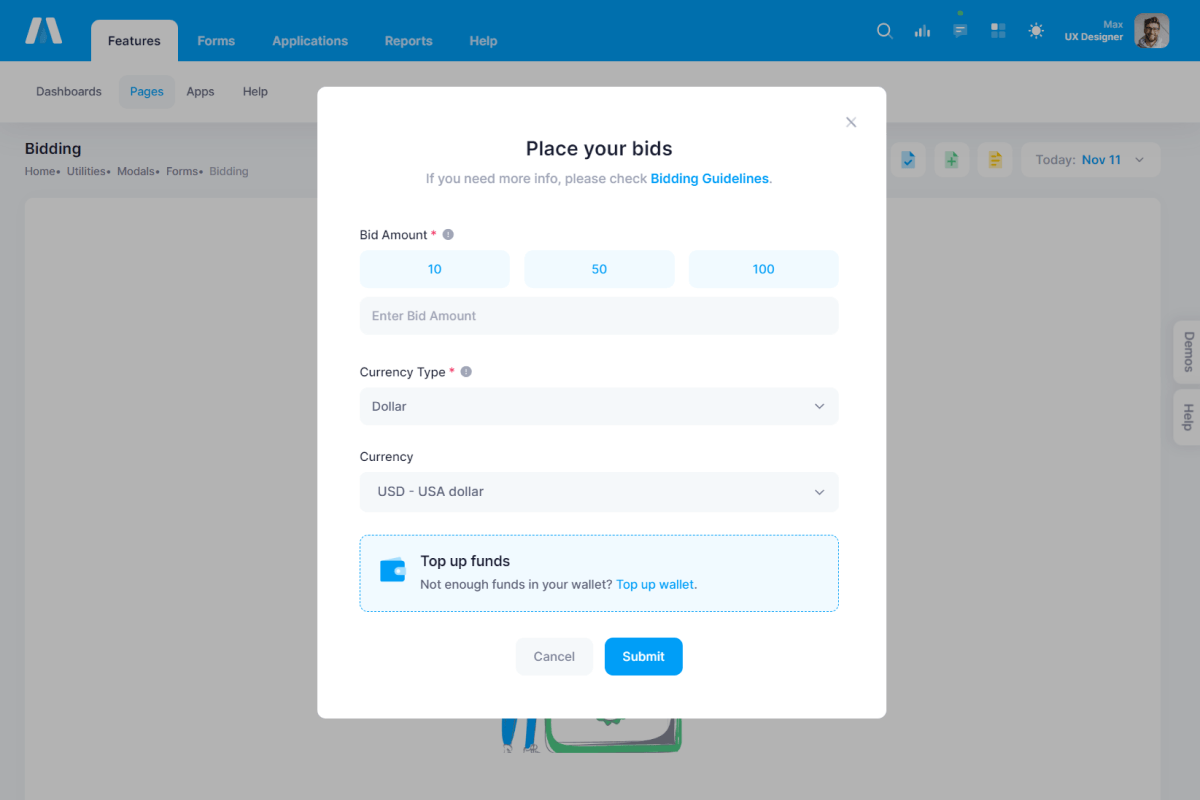 Max
Features Forms Applications Reports Help
UX Designer
Dashboards Pages Apps Help
Bidding
Home• Utilities• Modals• Forms• Bidding
Today: Nov 11
Place your bids
If you need more info, please check Bidding Guidelines.
Bid Amount *
10 50 100
Enter Bid Amount
Currency Type *
Dollar
Currency
USD - USA dollar
Top up funds
Not enough funds in your wallet? Top up wallet.
Cancel Submit
Demos
Help